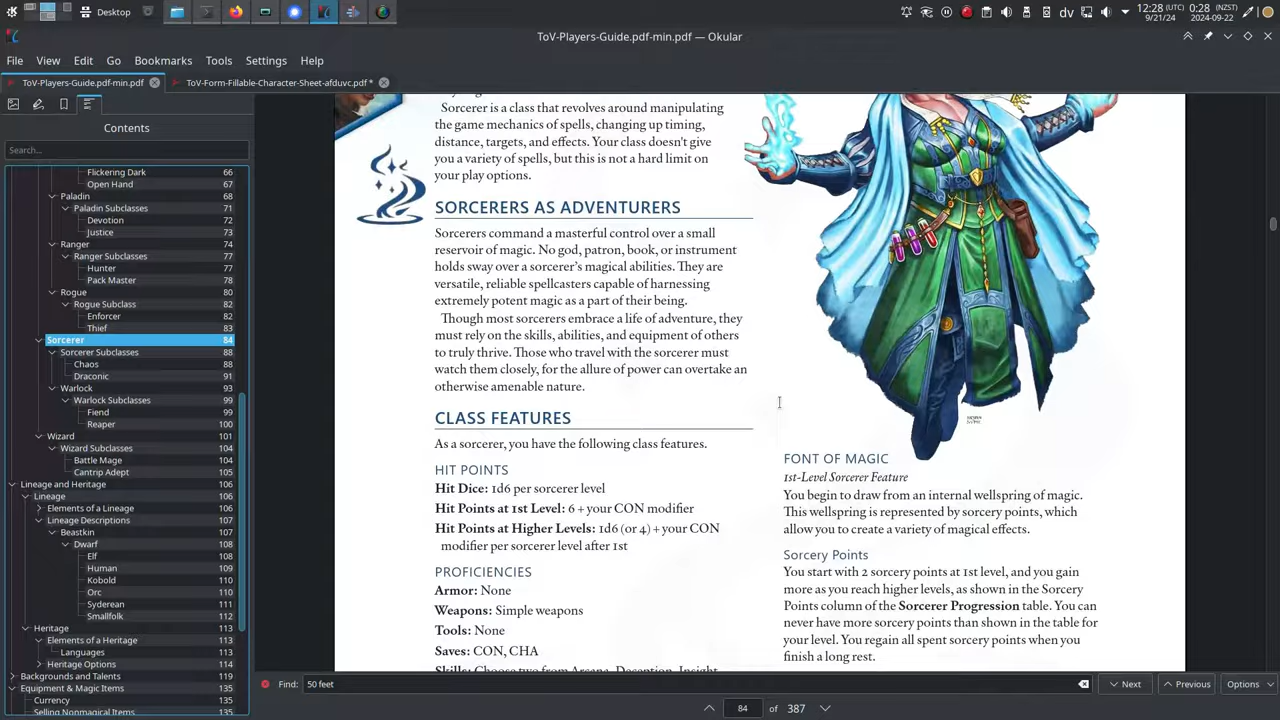 Desktop
dv
12:28 (UTC)
9/21/24
0:28 (NZST)
2024-09-22
ToV-Players-Guide.pdf-min.pdf — Okular
File View Edit Go Bookmarks Tools Settings Help
ToV-Players-Guide.pdf-min.pdf
ToV-Form-Fillable-Character-Sheet-afduvc.pdf *
Contents
Search...
Flickering Dark 66
Open Hand 67
Paladin 68
Paladin Subclasses 71
Devotion 72
Justice 73
Ranger 74
Ranger Subclasses 77
Hunter 77
Pack Master 78
Rogue 80
Rogue Subclass 82
Enforcer 82
Thief 83
Sorcerer 84
Sorcerer Subclasses 88
Chaos 88
Draconic 91
Warlock 93
Warlock Subclasses 99
Fiend 99
Reaper 100
Wizard 101
Wizard Subclasses 104
Battle Mage 104
Cantrip Adept 105
Lineage and Heritage 106
Lineage 106
Elements of a Lineage 106
Lineage Descriptions 107
Beastkin 107
Dwarf 108
Elf 108
Human 109
Kobold 110
Orc 110
Syderean 111
Smallfolk 112
Heritage 113
Elements of a Heritage 113
Languages 113
Heritage Options 114
Backgrounds and Talents 119
Equipment & Magic Items 135
Currency 135
Selling Nonmagical Items 135
Sorcerer is a class that revolves around manipulating
the game mechanics of spells, changing up timing,
distance, targets, and effects. Your class doesn't give
you a variety of spells, but this is not a hard limit on
your play options.
SORCERERS AS ADVENTURERS
Sorcerers command a masterful control over a small
reservoir of magic. No god, patron, book, or instrument
holds sway over a sorcerer's magical abilities. They are
versatile, reliable spellcasters capable of harnessing
extremely potent magic as a part of their being.
Though most sorcerers embrace a life of adventure, they
must rely on the skills, abilities, and equipment of others
to truly thrive. Those who travel with the sorcerer must
watch them closely, for the allure of power can overtake an
otherwise amenable nature.
CLASS FEATURES
As a sorcerer, you have the following class features.
HIT POINTS
Hit Dice: 1d6 per sorcerer level
Hit Points at 1st Level: 6 + your CON modifier
Hit Points at Higher Levels: 1d6 (or 4) + your CON
modifier per sorcerer level after 1st
PROFICIENCIES
Armor: None
Weapons: Simple weapons
Tools: None
Saves: CON, CHA
Skills: Choose two from Arcana, Deception, Insight,
FONT OF MAGIC
1st-Level Sorcerer Feature
You begin to draw from an internal wellspring of magic.
This wellspring is represented by sorcery points, which
allow you to create a variety of magical effects.
Sorcery Points
You start with 2 sorcery points at 1st level, and you gain
more as you reach higher levels, as shown in the Sorcery
Points column of the Sorcerer Progression table. You can
never have more sorcery points than shown in the table for
your level. You regain all spent sorcery points when you
finish a long rest.
Find: 50 feet Next Previous Options
84 of 387